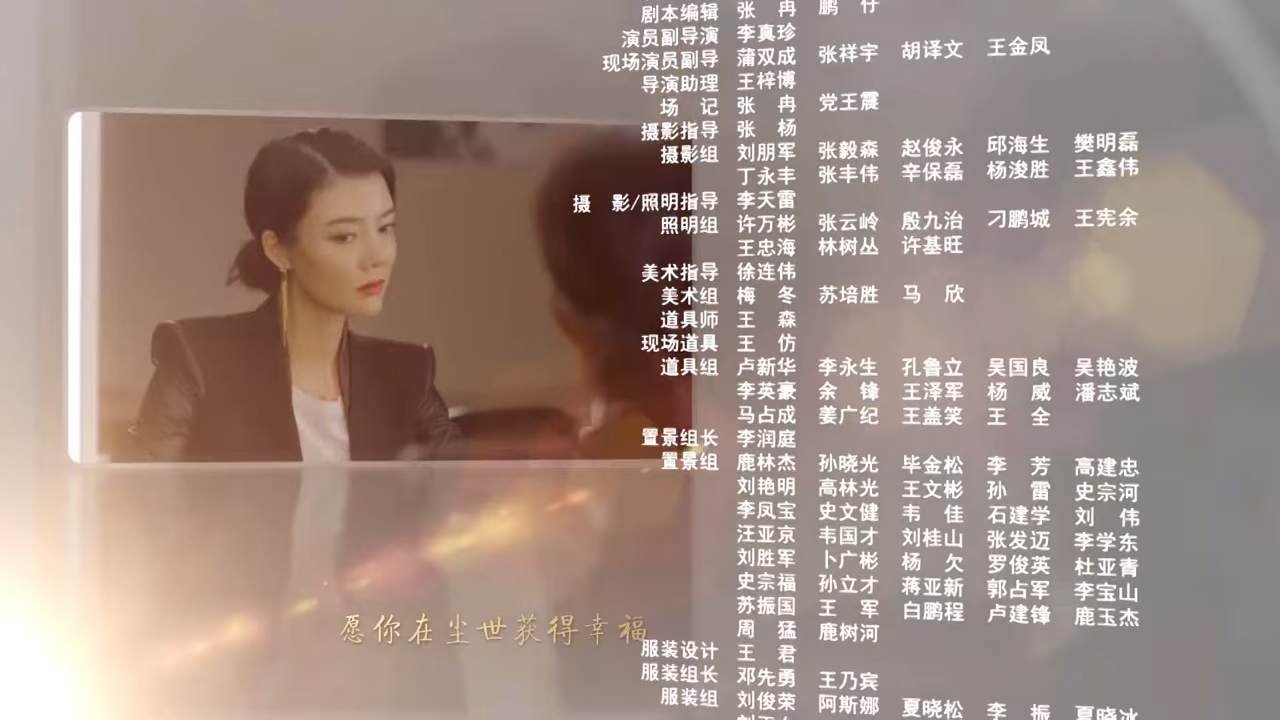 剧本编辑 张 冉 鹏 仔
演员副导演 李真珍
现场演员副导 蒲双成 张祥宇 胡译文 王金凤
导演助理 王梓博
场 记 张 冉 党王震
摄影指导 张 杨
摄影组 刘朋军 张毅森 赵俊永 邱海生 樊明磊
丁永丰 张丰伟 辛保磊 杨浚胜 王鑫伟
摄 影/照明指导 李天雷
照明组 许万彬 张云岭 殷九治 刁鹏城 王宪余
王忠海 林树丛 许基旺
美术指导 徐连伟
美术组 梅 冬 苏培胜 马 欣
道具师 王 森
现场道具 王 仿
道具组 卢新华 李永生 孔鲁立 吴国良 吴艳波
李英豪 余 锋 王泽军 杨 威 潘志斌
马占成 姜广纪 王盖笑 王 全
置景组长 李润庭
置景组 鹿林杰 孙晓光 毕金松 李 芳 高建忠
刘艳明 高林光 王文彬 孙 雷 史宗河
李凤宝 史文健 韦 佳 石建学 刘 伟
汪亚京 韦国才 刘桂山 张发迈 李学东
刘胜军 卜广彬 杨 欠 罗俊英 杜亚青
史宗福 孙立才 蒋亚新 郭占军 李宝山
苏振国 王 军 白鹏程 卢建锋 鹿玉杰
周 猛 鹿树河
愿你在尘世获得幸福
服装设计 王 君
服装组长 邓先勇 王乃宾
服装组 刘俊荣 阿斯娜 夏晓松 李 振 夏晓冰